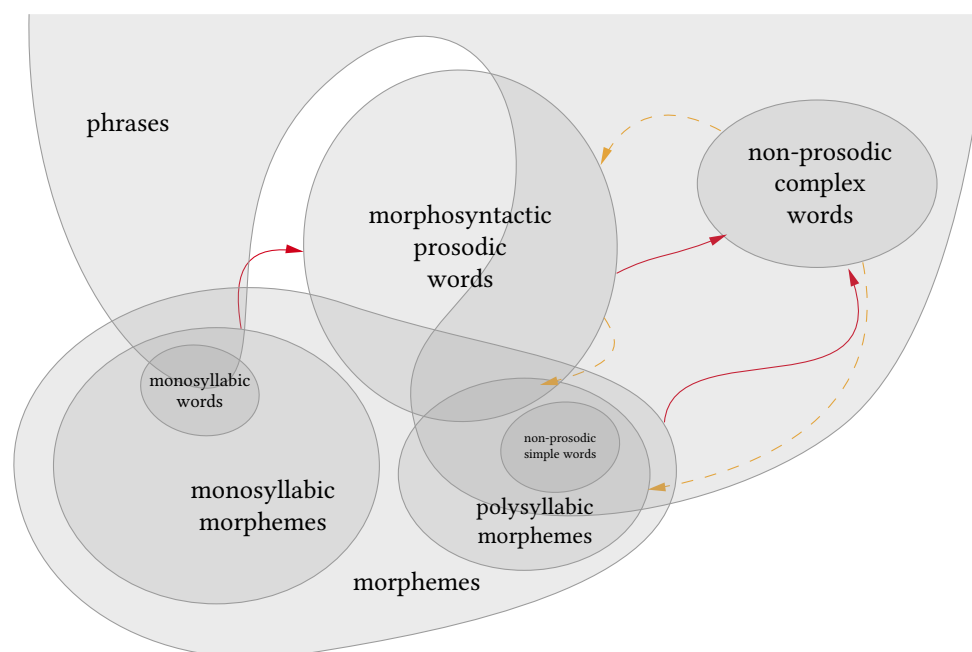 phrases
non-prosodic
complex
words
morphosyntactic
prosodic
words
monosyllabic
words
non-prosodic
simple words
monosyllabic
morphemes
polysyllabic
morphemes
morphemes